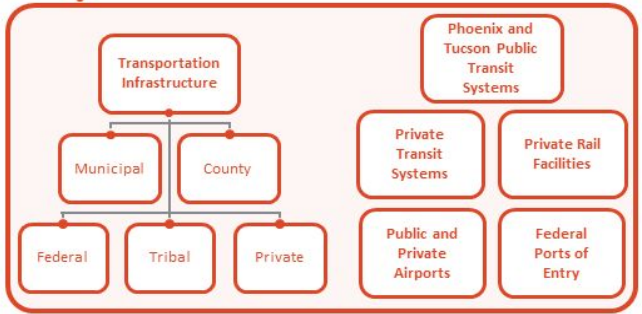 Transportation
Infrastructure
Municipal
County
Federal
Tribal
Private
Phoenix and
Tucson Public
Transit
Systems
Private
Transit
Systems
Private Rail
Facilities
Public and
Private
Airports
Federal
Ports of
Entry